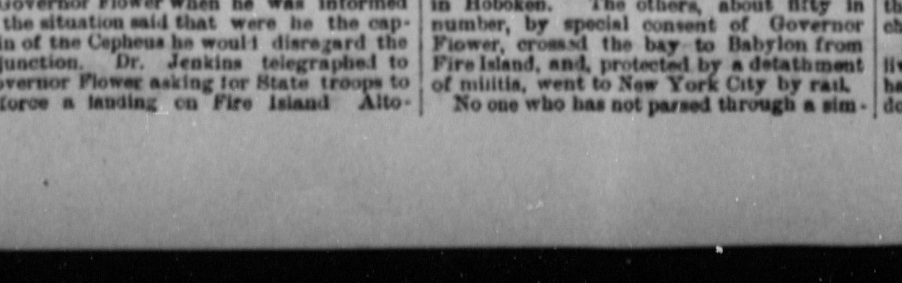 Governor Flower when he was informed
the situation said that were he the cap-
in of the Cepheus he would disregard the
junction. Dr. Jenkins telegraphed to
vernor Flower asking for State troops to
force a landing on Fire Island Alto-
in Hoboken. The others, about fifty in
number, by special consent of Governor
Flower, crossed the bay to Babylon from
Fire Island, and, protected by a detathment
of militia, went to New York City by rail.
No one who has not parsed through a sim-